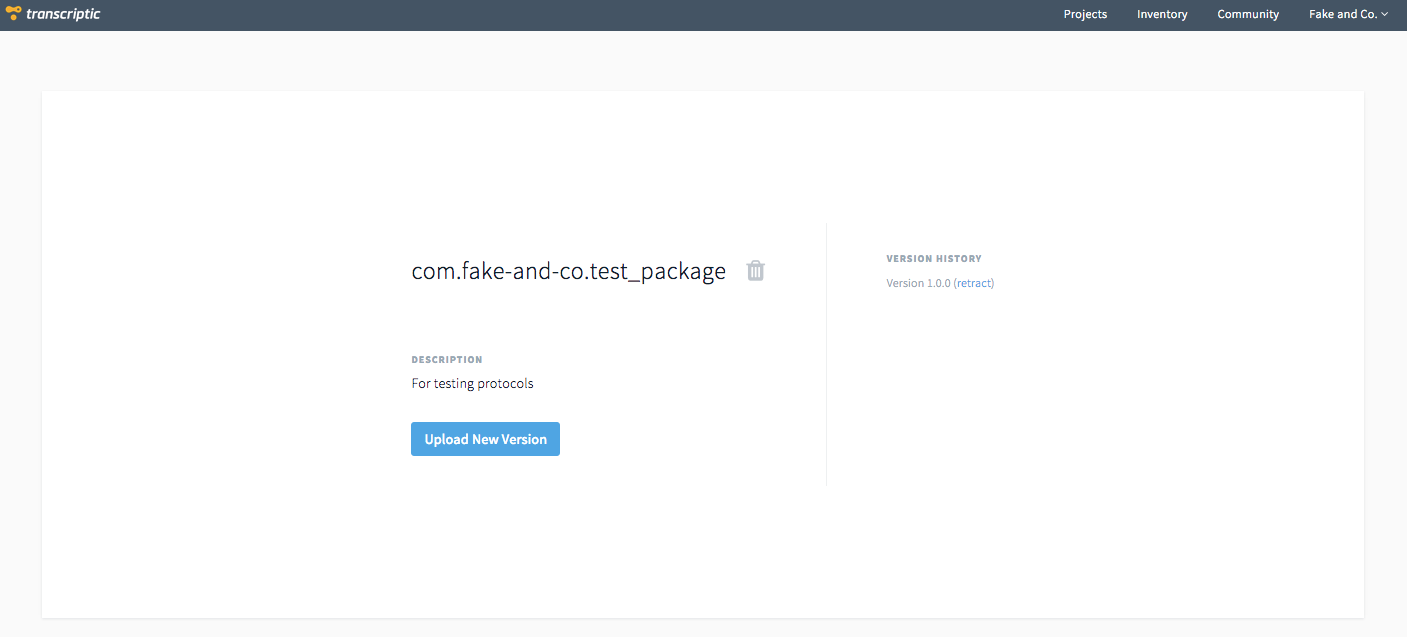 transcriptic
Projects Inventory Community Fake and Co.
com.fake-and-co.test_package
DESCRIPTION
For testing protocols
Upload New Version
VERSION HISTORY
Version 1.0.0 (retract)